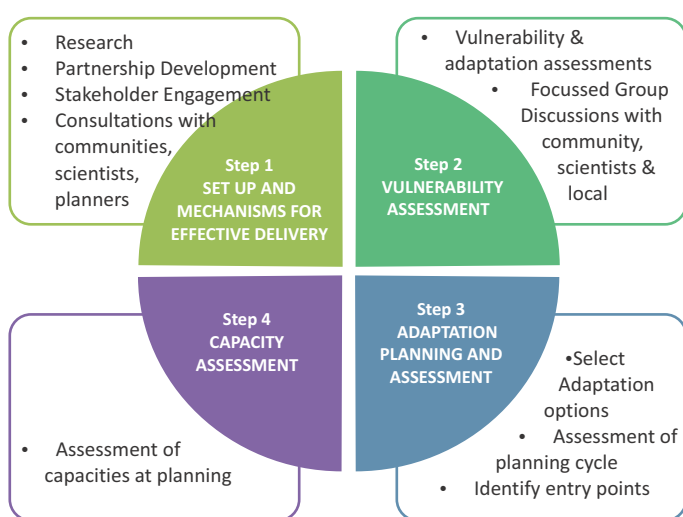 • Research
• Partnership Development
• Stakeholder Engagement
• Consultations with
communities,
scientists,
planners
Step 1
SET UP AND
MECHANISMS FOR
EFFECTIVE DELIVERY
• Vulnerability &
adaptation assessments
• Focussed Group
Discussions with
community,
scientists &
local
Step 2
VULNERABILITY
ASSESSMENT
Step 4
CAPACITY
ASSESSMENT
• Assessment of
capacities at planning
Step 3
ADAPTATION
PLANNING AND
ASSESSMENT
•Select
Adaptation
options
• Assessment of
planning cycle
• Identify entry points